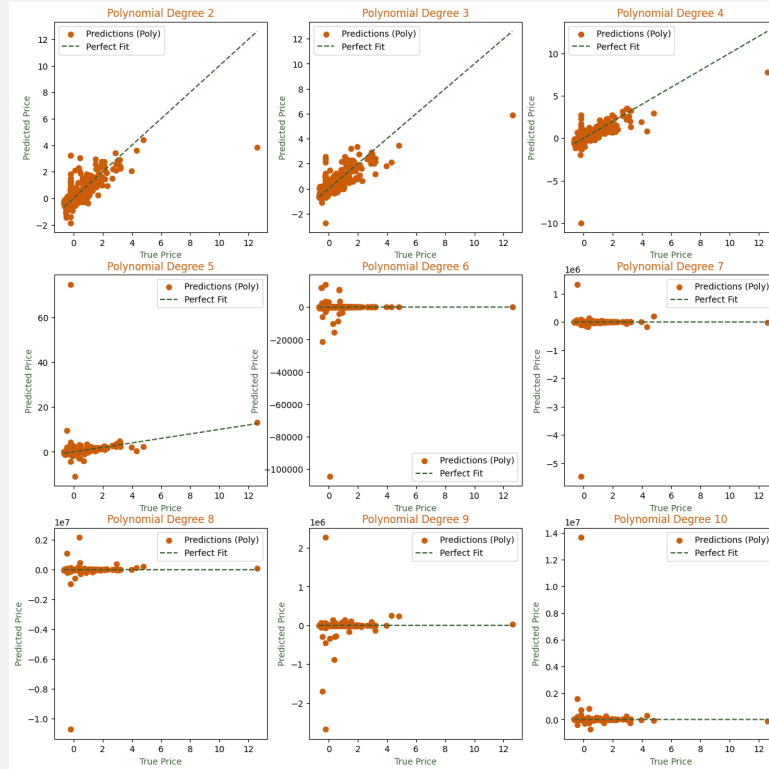 Polynomial Degree 2
Predictions (Poly)
Perfect Fit
12
10
8
6
4
2
0
−2
Predicted Price
0 2 4 6 8 10 12
True Price
Polynomial Degree 3
Predictions (Poly)
Perfect Fit
12
10
8
6
4
2
0
−2
Predicted Price
0 2 4 6 8 10 12
True Price
Polynomial Degree 4
Predictions (Poly)
Perfect Fit
10
5
0
−5
−10
Predicted Price
0 2 4 6 8 10 12
True Price
Polynomial Degree 5
Predictions (Poly)
Perfect Fit
60
40
20
0
Predicted Price
0 2 4 6 8 10 12
True Price
Polynomial Degree 6
0
−20000
−40000
−60000
−80000
−100000
Predicted Price
Predictions (Poly)
Perfect Fit
0 2 4 6 8 10 12
True Price
Polynomial Degree 7
1e6
Predictions (Poly)
Perfect Fit
1
0
−1
−2
−3
−4
−5
Predicted Price
0 2 4 6 8 10 12
True Price
Polynomial Degree 8
1e7
Predictions (Poly)
Perfect Fit
0.2
0.0
−0.2
−0.4
−0.6
−0.8
−1.0
Predicted Price
0 2 4 6 8 10 12
True Price
Polynomial Degree 9
1e6
Predictions (Poly)
Perfect Fit
2
1
0
−1
−2
Predicted Price
0 2 4 6 8 10 12
True Price
Polynomial Degree 10
1e7
Predictions (Poly)
Perfect Fit
1.4
1.2
1.0
0.8
0.6
0.4
0.2
0.0
Predicted Price
0 2 4 6 8 10 12
True Price